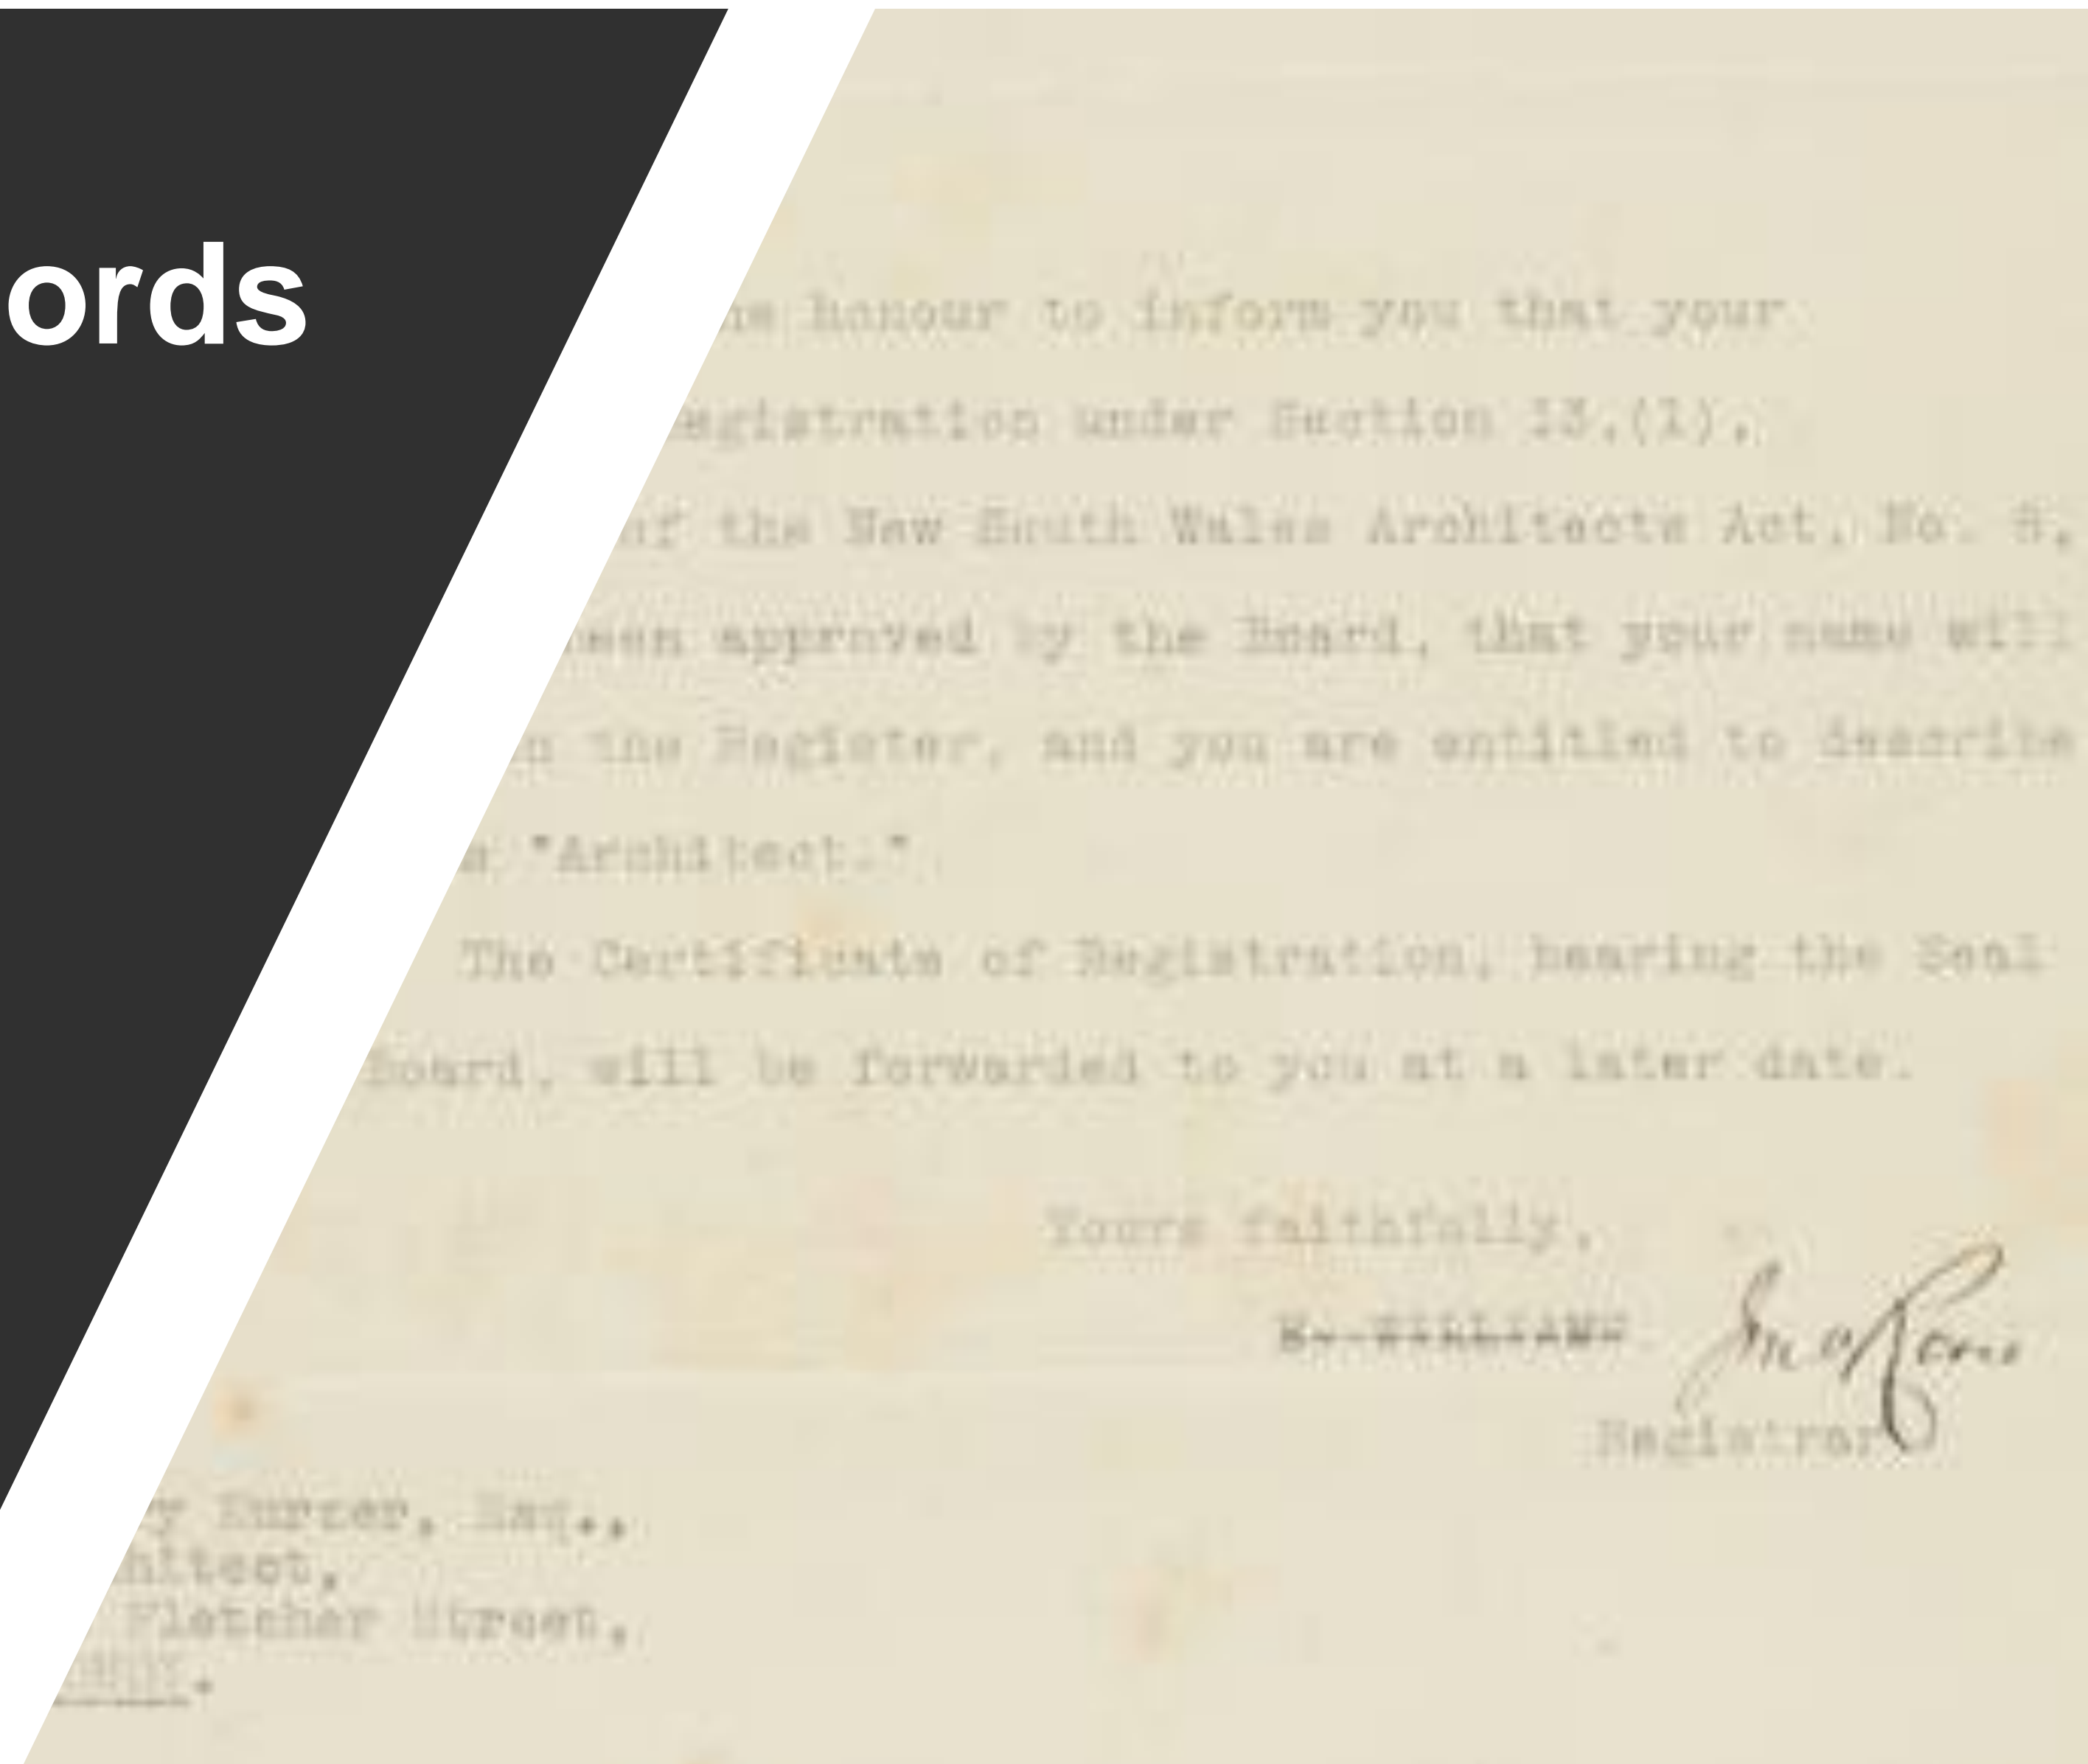 ords
he honour to inform you that your
egistration under Section 13.(1),
of the New South Wales Architects Act, No. 8,
been approved by the Board, that your name will
n the Register, and you are entitled to describe
a "Architect."
The Certificate of Registration, bearing the Seal
Board, will be forwarded to you at a later date.
Yours faithfully,
WILLIAMS
Registrar
y Esq.,
hitect,
Fletcher Street,